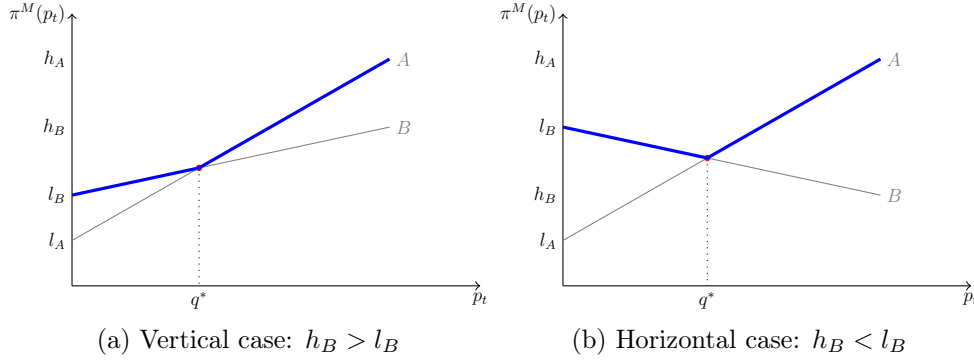 π^M(p_t)
h_A
A
h_B
B
l_B
l_A
q*
p_t
(a) Vertical case: h_B > l_B
π^M(p_t)
h_A
A
l_B
h_B
B
l_A
q*
p_t
(b) Horizontal case: h_B < l_B